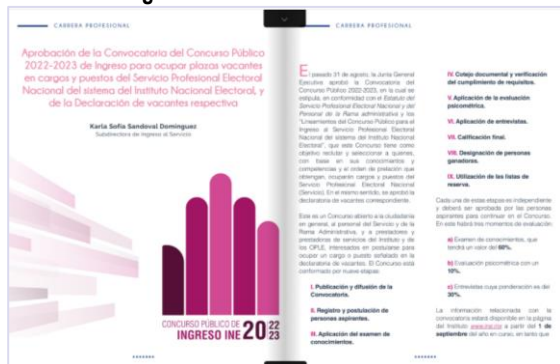 CARRERA PROFESIONAL
Aprobación de la Convocatoria del Concurso Público
2022-2023 de Ingreso para ocupar plazas vacantes
en cargos y puestos del Servicio Profesional Electoral
Nacional del sistema del Instituto Nacional Electoral, y
de la Declaración de vacantes respectiva
Karla Sofía Sandoval Domínguez
Subdirectora de Ingreso al Servicio
CONCURSO PÚBLICO DE
INGRESO INE 2022 2023
CARRERA PROFESIONAL
El pasado 31 de agosto, la Junta General
Ejecutiva aprobó la Convocatoria del
Concurso Público 2022-2023, en la cual se
estipula, en conformidad con el Estatuto del
Servicio Profesional Electoral Nacional y del
Personal de la Rama administrativa y los
"Lineamientos del Concurso Público para el
Ingreso al Servicio Profesional Electoral
Nacional del sistema del Instituto Nacional
Electoral", que este Concurso tiene como
objetivo reclutar y seleccionar a quienes,
con base en sus conocimientos y
competencias y el orden de prelación que
obtengan, ocuparán cargos y puestos del
Servicio Profesional Electoral Nacional
(Servicio). En el mismo sentido, se aprobó la
declaratoria de vacantes correspondiente.
Este es un Concurso abierto a la ciudadanía
en general, al personal del Servicio y de la
Rama Administrativa, y a prestadores y
prestadoras de servicios del Instituto y de
los OPLE, interesados en postularse para
ocupar un cargo o puesto señalado en la
declaratoria de vacantes. El Concurso está
conformado por nueve etapas:
I. Publicación y difusión de la
Convocatoria.
II. Registro y postulación de
personas aspirantes.
III. Aplicación del examen de
conocimientos.
IV. Cotejo documental y verificación
del cumplimiento de requisitos.
V. Aplicación de la evaluación
psicométrica.
VI. Aplicación de entrevistas.
VII. Calificación final.
VIII. Designación de personas
ganadoras.
IX. Utilización de las listas de
reserva.
Cada una de estas etapas es independiente
y deberá ser aprobada por las personas
aspirantes para continuar en el Concurso.
En este habrá tres momentos de evaluación:
a) Examen de conocimientos, que
tendrá un valor del 60%.
b) Evaluación psicométrica con un
10%.
c) Entrevistas cuya ponderación es del
30%.
La información relacionada con la
convocatoria estará disponible en la página
del Instituto www.ine.mx a partir del 1 de
septiembre del año en curso, en tanto que